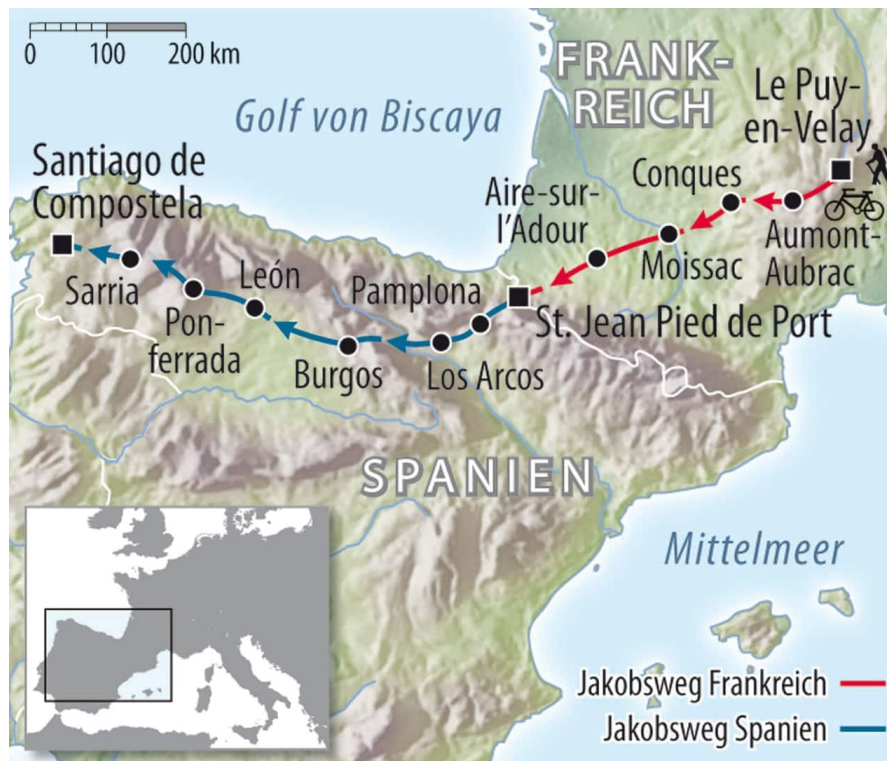 0 100 200 km
FRANK-
REICH
Golf von Biscaya
Le Puy-
en-Velay
Santiago de
Compostela
Conques
Aire-sur-
l'Adour
Aumont-
Aubrac
Moissac
Sarria
León
Pamplona
St. Jean Pied de Port
Pon-
ferrada
Burgos
Los Arcos
SPANIEN
Mittelmeer
Jakobsweg Frankreich
Jakobsweg Spanien